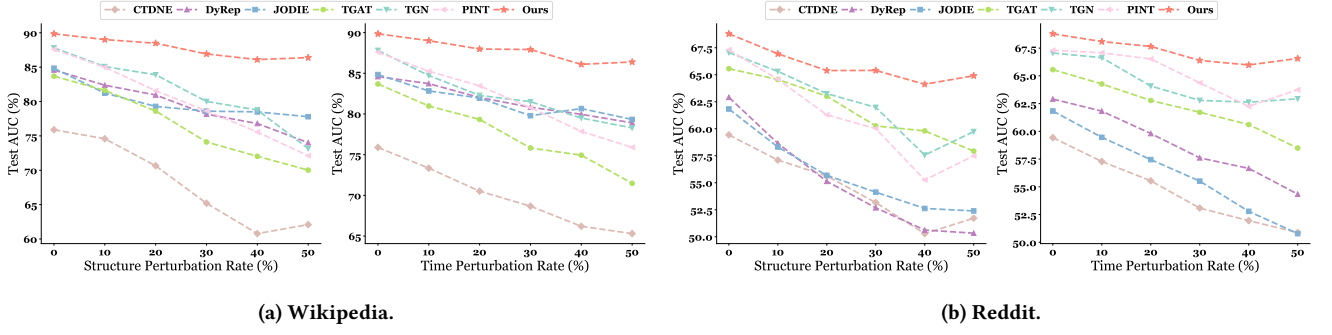 CTDNE DyRep JODIE TGAT TGN PINT Ours
90
85
80
75
70
65
60
Test AUC (%)
0 10 20 30 40 50
Structure Perturbation Rate (%)
90
85
80
75
70
65
Test AUC (%)
0 10 20 30 40 50
Time Perturbation Rate (%)
(a) Wikipedia.
CTDNE DyRep JODIE TGAT TGN PINT Ours
67.5
65.0
62.5
60.0
57.5
55.0
52.5
50.0
Test AUC (%)
0 10 20 30 40 50
Structure Perturbation Rate (%)
67.5
65.0
62.5
60.0
57.5
55.0
52.5
50.0
Test AUC (%)
0 10 20 30 40 50
Time Perturbation Rate (%)
(b) Reddit.